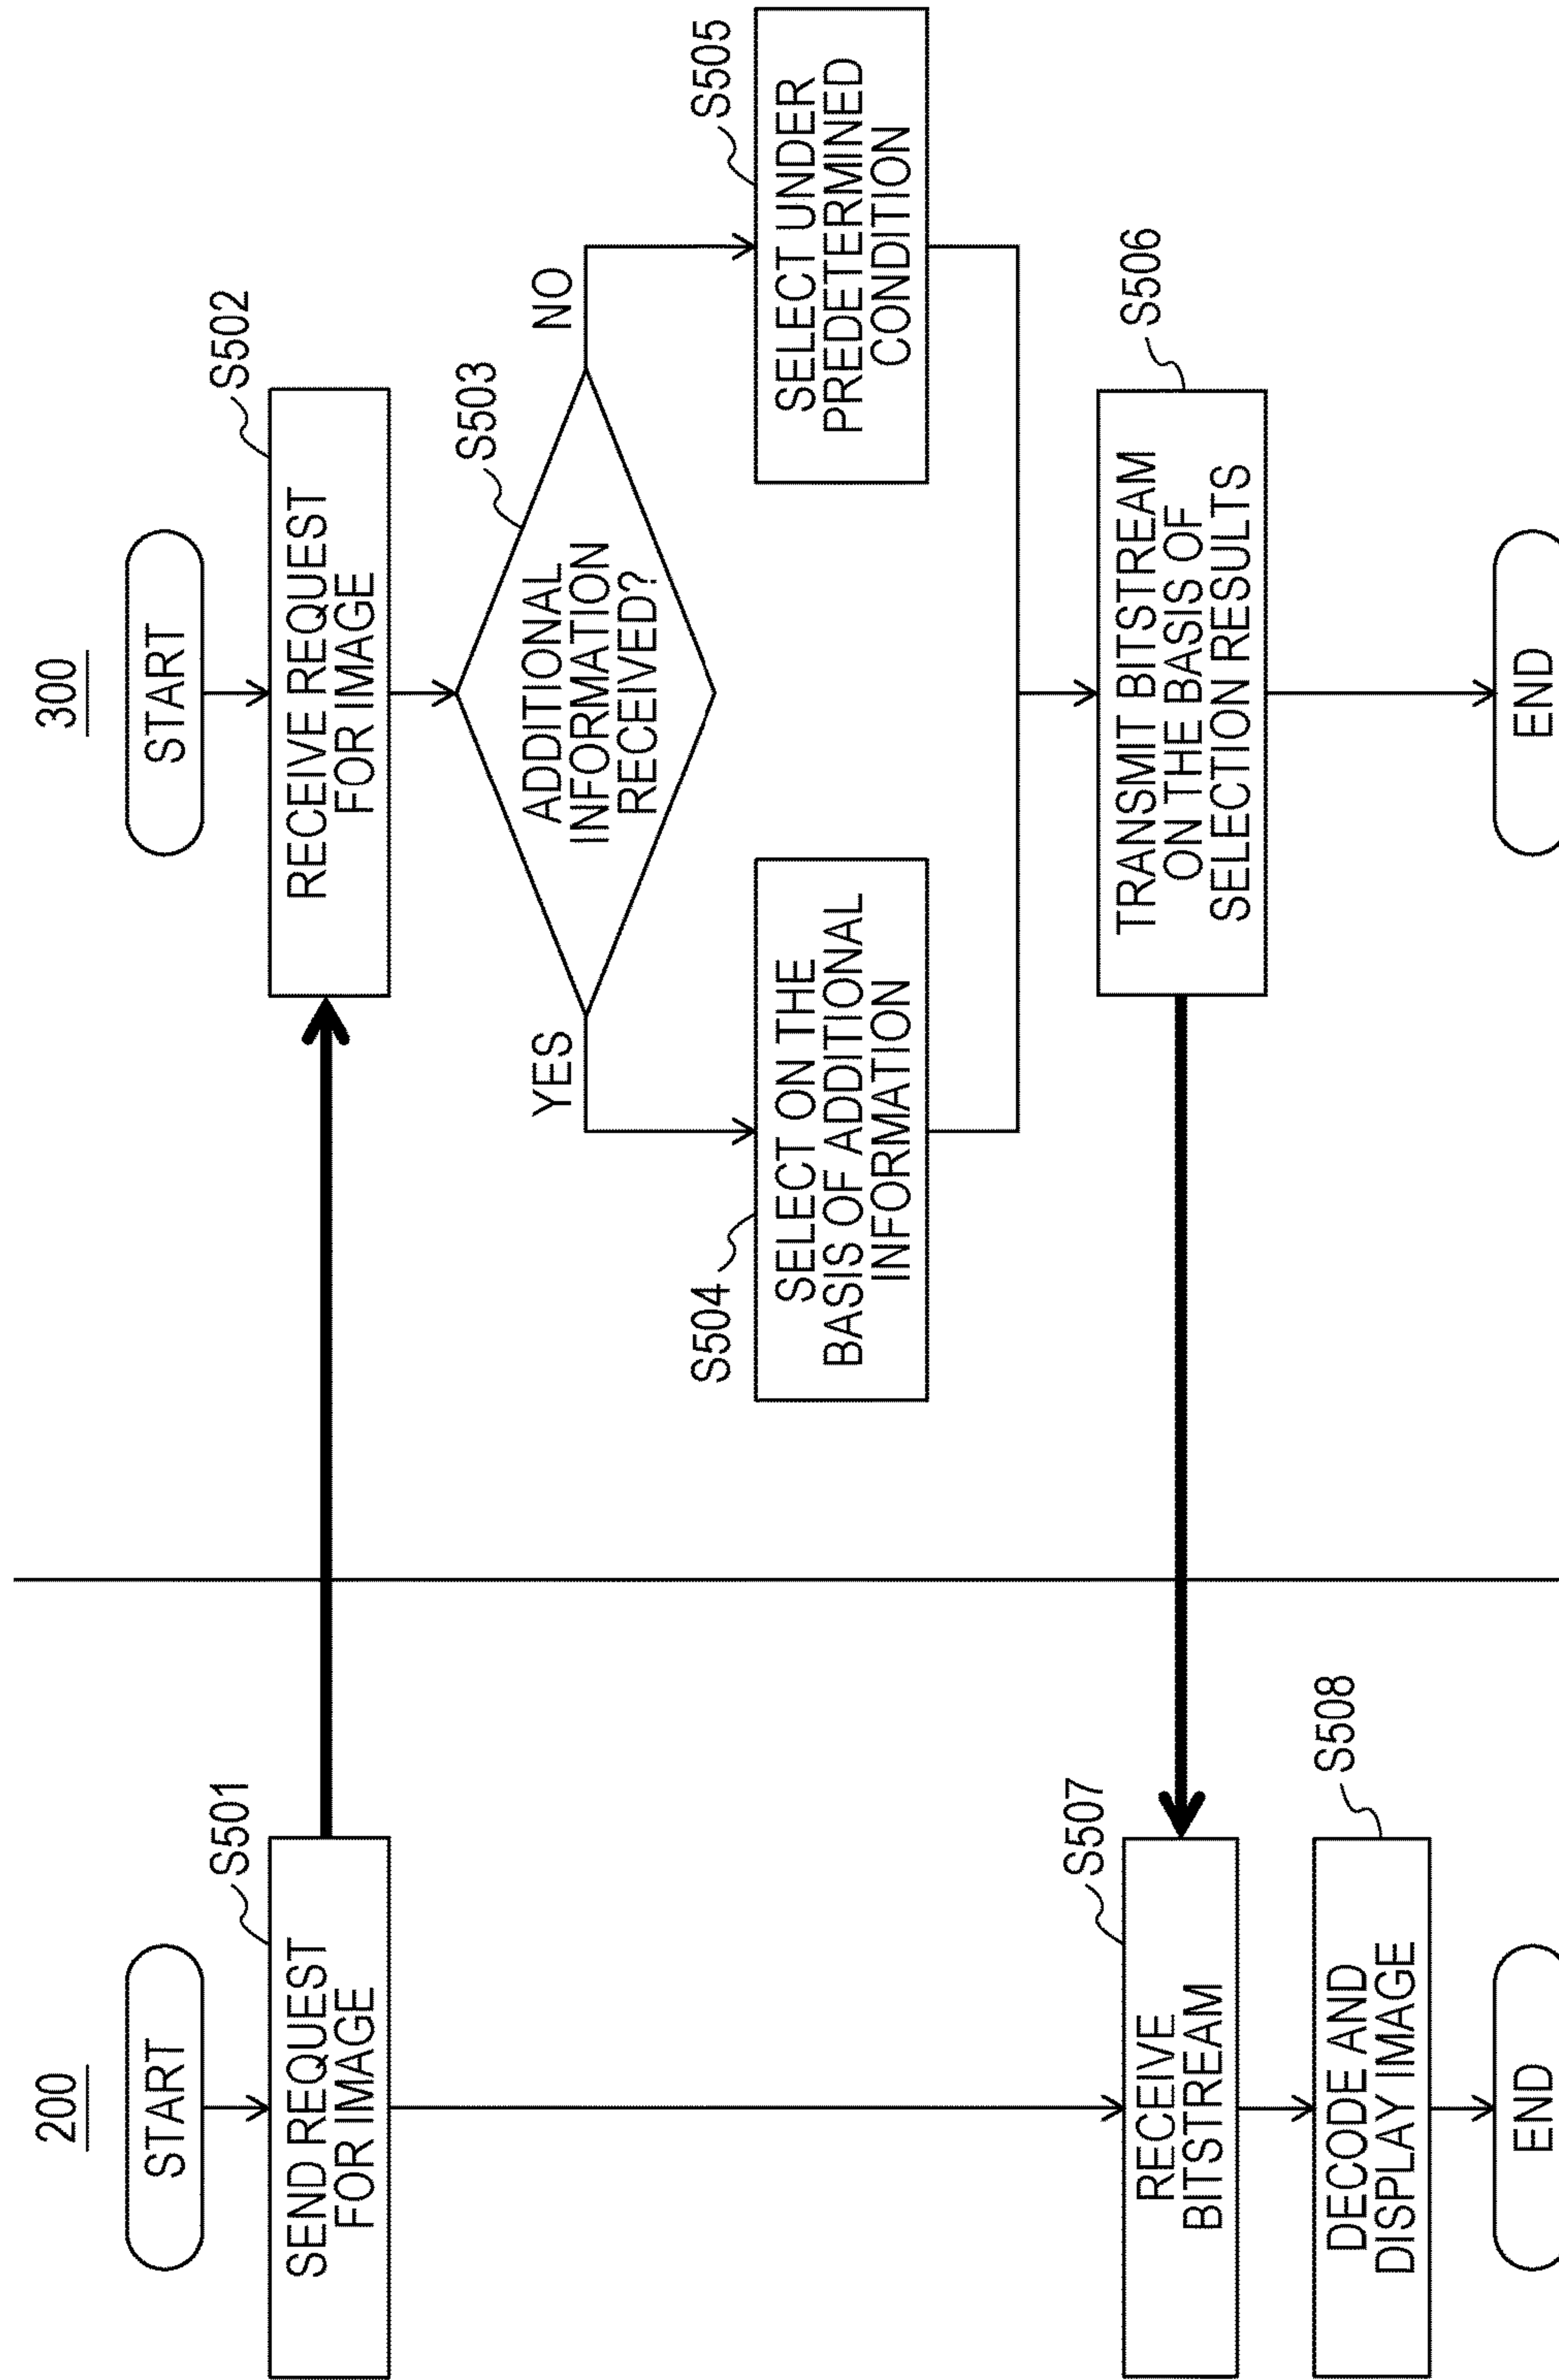 200
START
S501
SEND REQUEST
FOR IMAGE
S507
RECEIVE
BITSTREAM
S508
DECODE AND
DISPLAY IMAGE
END
300
START
S502
RECEIVE REQUEST
FOR IMAGE
S503
ADDITIONAL
INFORMATION
RECEIVED?
YES
NO
S504
SELECT ON THE
BASIS OF ADDITIONAL
INFORMATION
S505
SELECT UNDER
PREDETERMINED
CONDITION
S506
TRANSMIT BITSTREAM
ON THE BASIS OF
SELECTION RESULTS
END